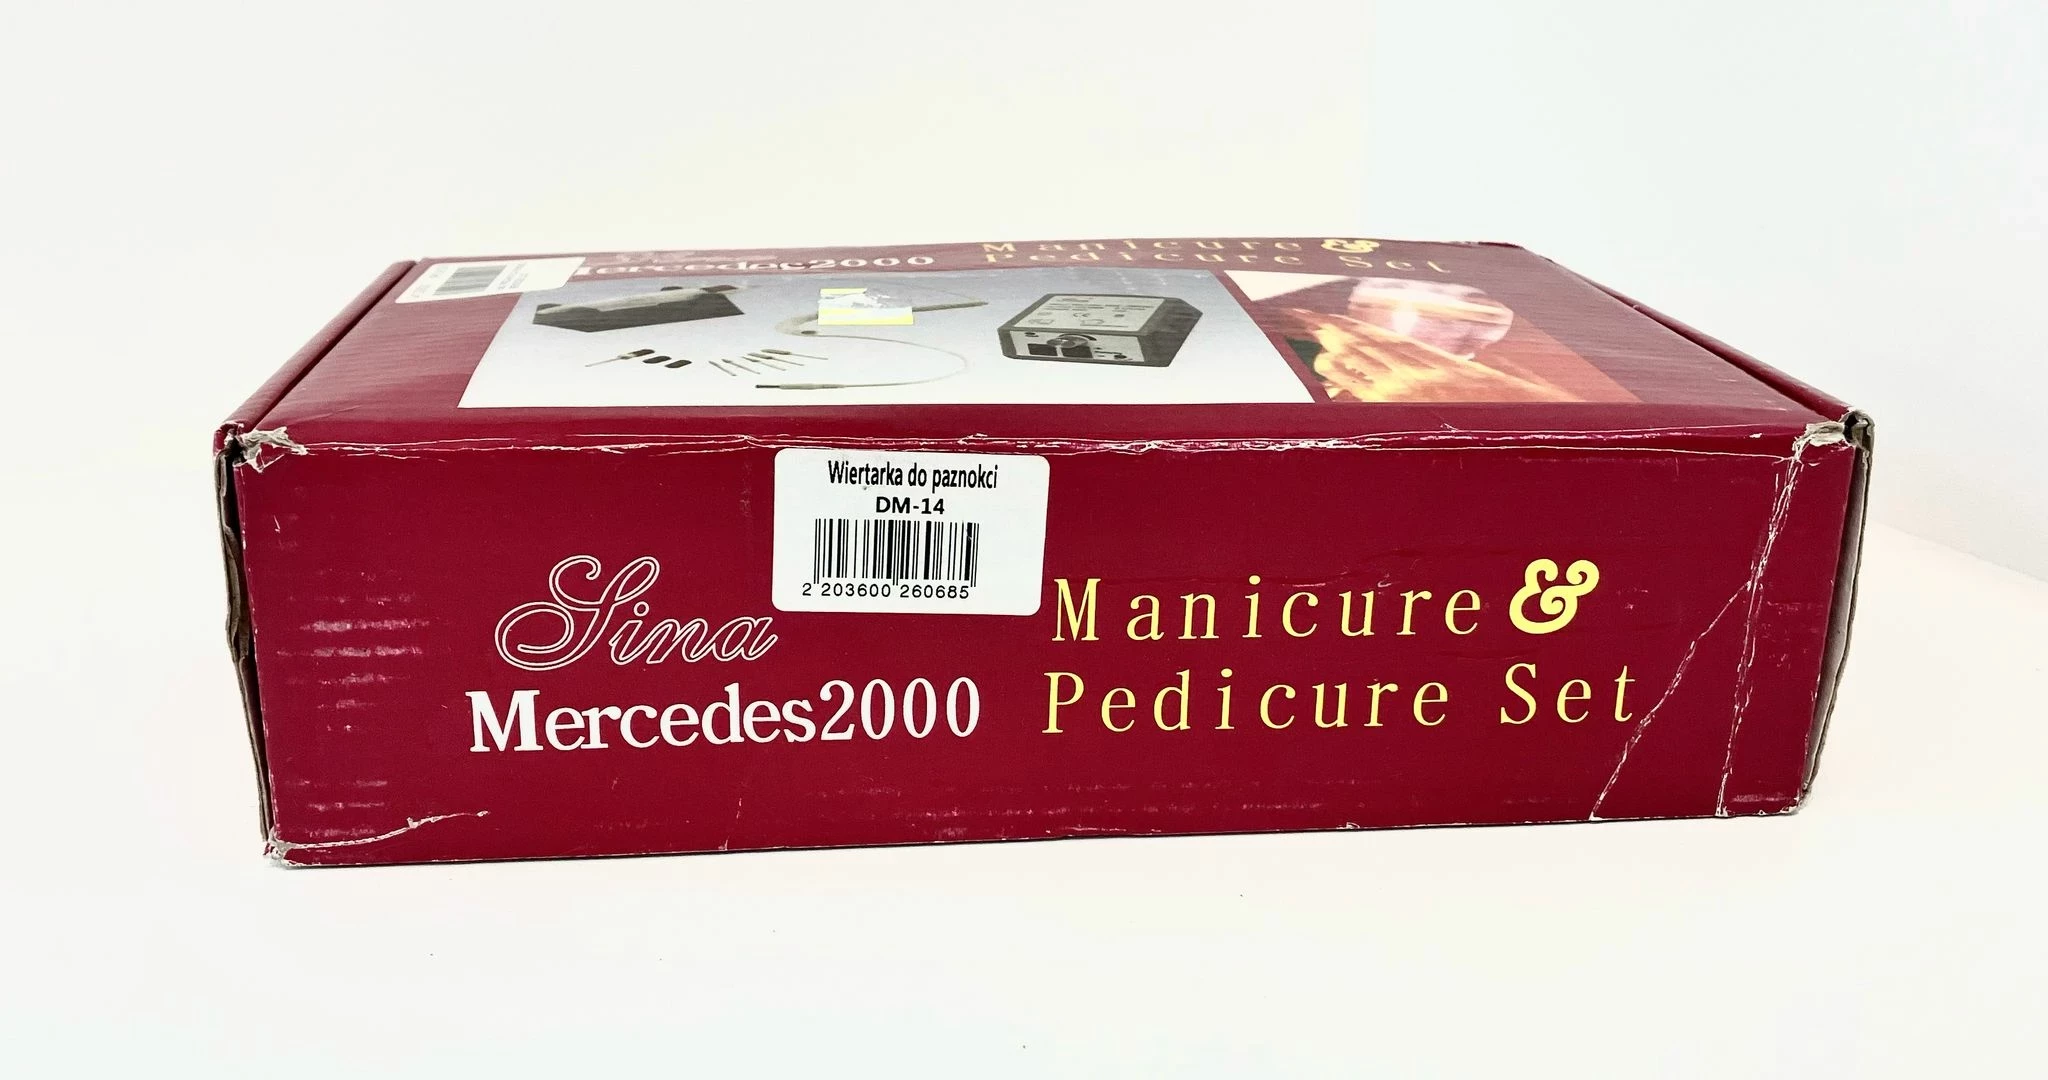 Mercedes2000
Manicure &
Pedicure Set
Wiertarka do paznokci
DM-14
2 203600 260685
Sina
Mercedes2000
Manicure &
Pedicure Set